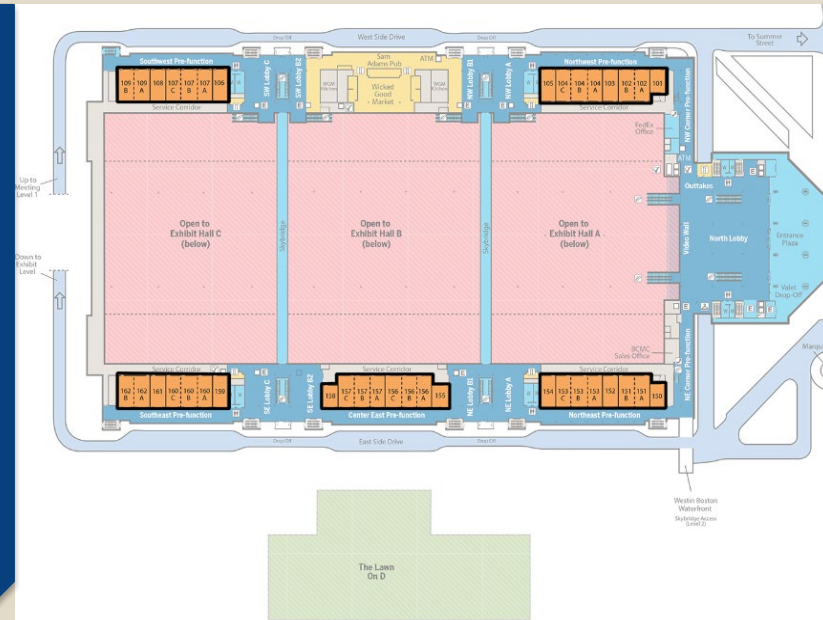 Drop Off
West Side Drive
Drop Off
To Summer
Street
Southwest Pre-function
SW Lobby C
SW Lobby B2
Sam
Adams Pub
ATM
NW Lobby B1
NW Lobby A
Northwest Pre-function
109
B
109
A
108
107
C
107
B
107
A
106
WGM
Kitchen
Wicked
Good
Market
WGM
Kitchen
105
104
C
104
B
104
A
103
102
B
102
A
101
NW Corner Pre-function
Service Corridor
Service Corridor
FedEx
Office
ATM
Outtakes
Up to
Meeting
Level 1
Open to
Exhibit Hall C
(below)
Skybridge
Open to
Exhibit Hall B
(below)
Skybridge
Open to
Exhibit Hall A
(below)
Video Wall
North Lobby
Entrance
Plaza
Down to
Exhibit
Level
Valet
Drop-Off
BCMC
Sales Office
Marqu
NE Corner Pre-function
Service Corridor
Service Corridor
Service Corridor
162
B
162
A
161
160
C
160
B
160
A
159
SE Lobby C
SE Lobby B2
158
157
C
157
B
157
A
156
C
156
B
156
A
155
NE Lobby B1
NE Lobby A
154
153
C
153
B
153
A
152
151
B
151
A
150
Southeast Pre-function
Center East Pre-function
Northeast Pre-function
Drop Off
East Side Drive
Drop Off
Westin Boston
Waterfront
Skybridge Access
(Level 2)
The Lawn
On D